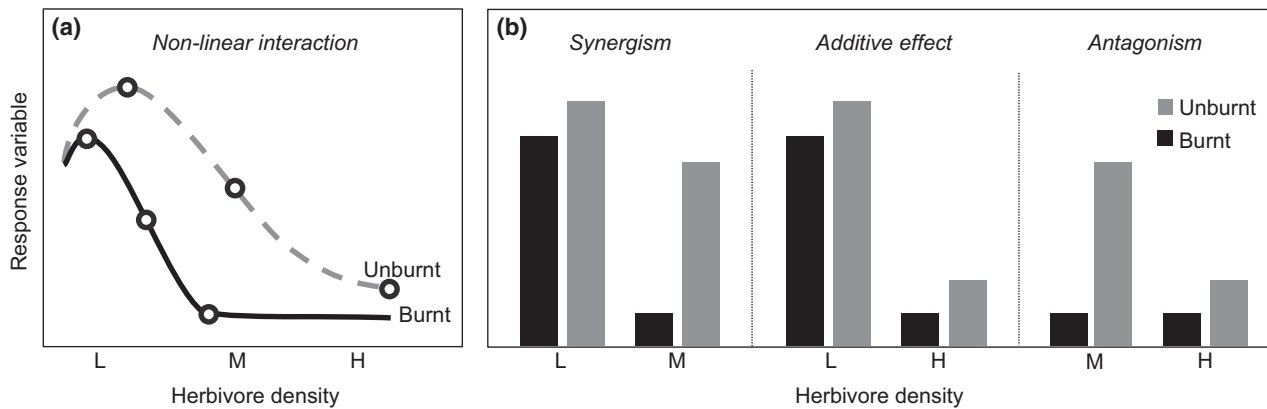 (a)
Non-linear interaction
Response variable
Unburnt
Burnt
L M H
Herbivore density
(b)
Synergism Additive effect Antagonism
Unburnt
Burnt
L M L H M H
Herbivore density